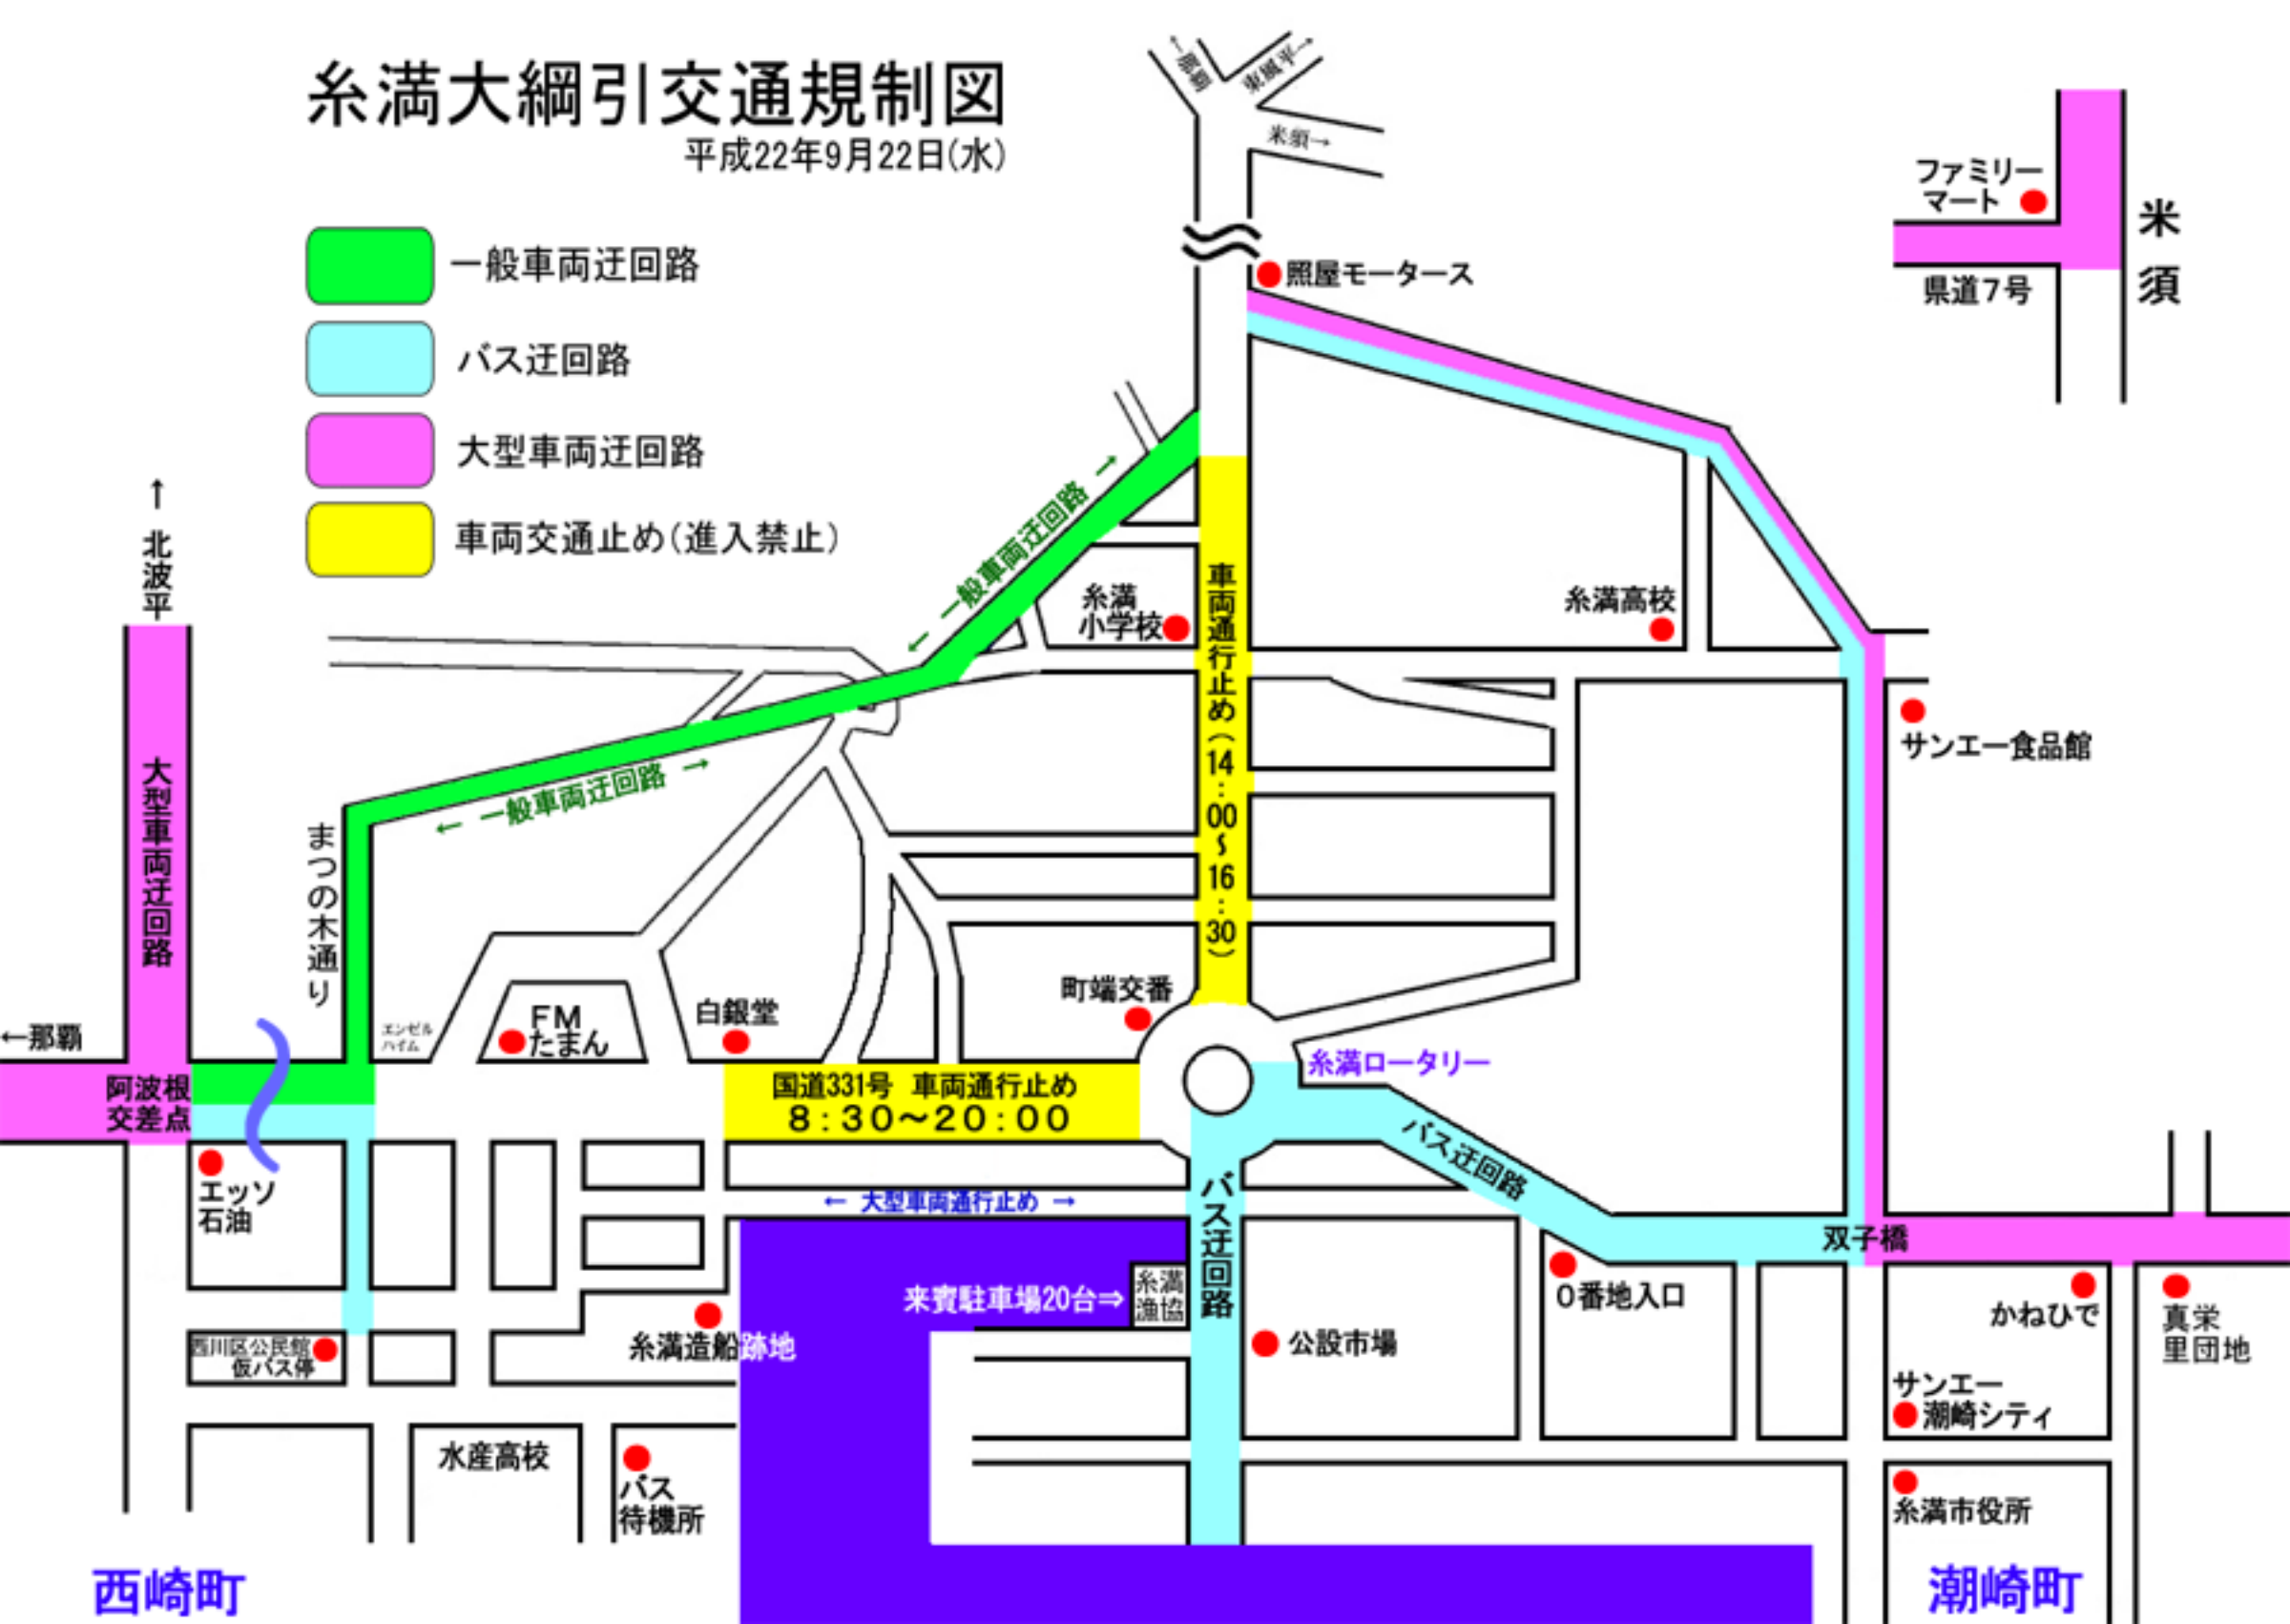 糸満大綱引交通規制図
平成22年9月22日(水)
一般車両迂回路
バス迂回路
大型車両迂回路
車両交通止め(進入禁止)
←那覇
東風平→
米須→
照屋モータース
ファミリー
マート
県道7号
米須
↑北波平
大型車両迂回路
まつの木通り
← 一般車両迂回路 →
← 一般車両迂回路 →
糸満
小学校
車両通行止め(14:00~16:30)
糸満高校
サンエー食品館
←那覇
阿波根
交差点
エンゼル
ハイム
FM
たまん
白銀堂
町端交番
糸満ロータリー
国道331号 車両通行止め
8:30~20:00
バス迂回路
← 大型車両通行止め →
バス迂回路
双子橋
エッソ
石油
西川区公民館
仮バス停
糸満造船跡地
来賓駐車場20台⇒
糸満
漁協
公設市場
0番地入口
かねひで
真栄
里団地
サンエー
潮崎シティ
水産高校
バス
待機所
糸満市役所
西崎町
潮崎町